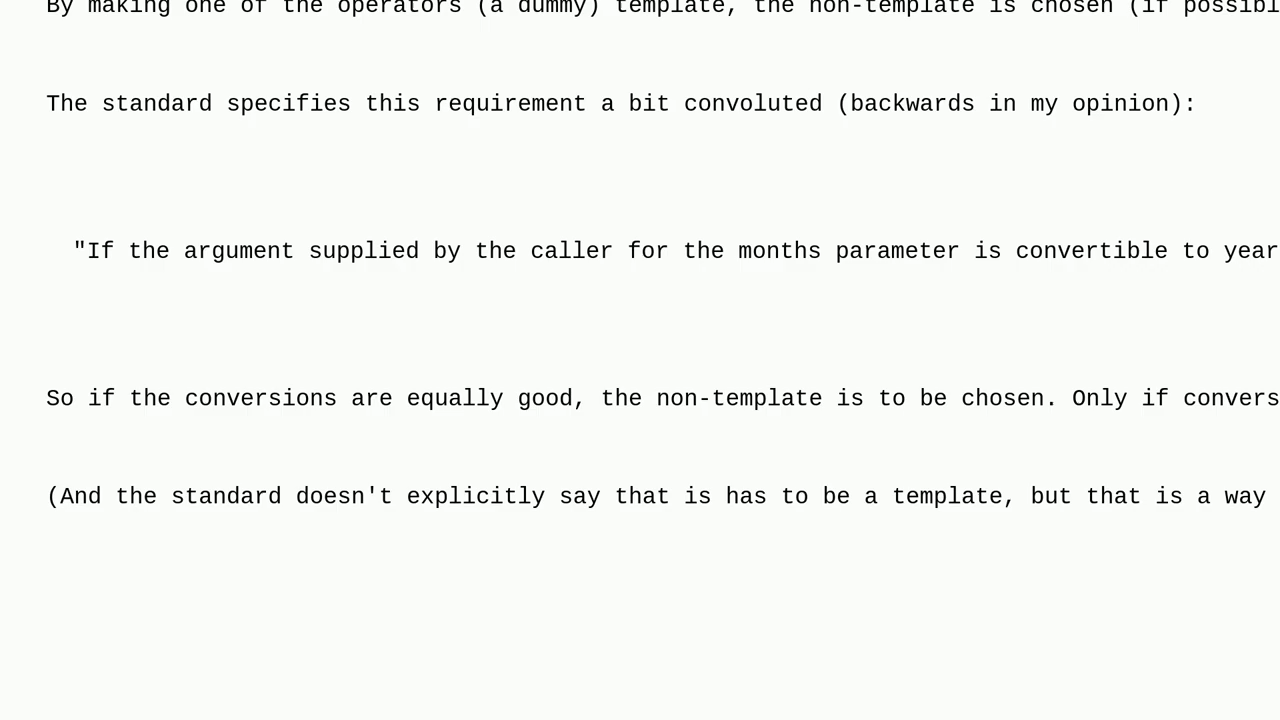 By making one of the operators (a dummy) template, the non-template is chosen (if possibl
The standard specifies this requirement a bit convoluted (backwards in my opinion):
"If the argument supplied by the caller for the months parameter is convertible to year
So if the conversions are equally good, the non-template is to be chosen. Only if convers
(And the standard doesn't explicitly say that is has to be a template, but that is a way